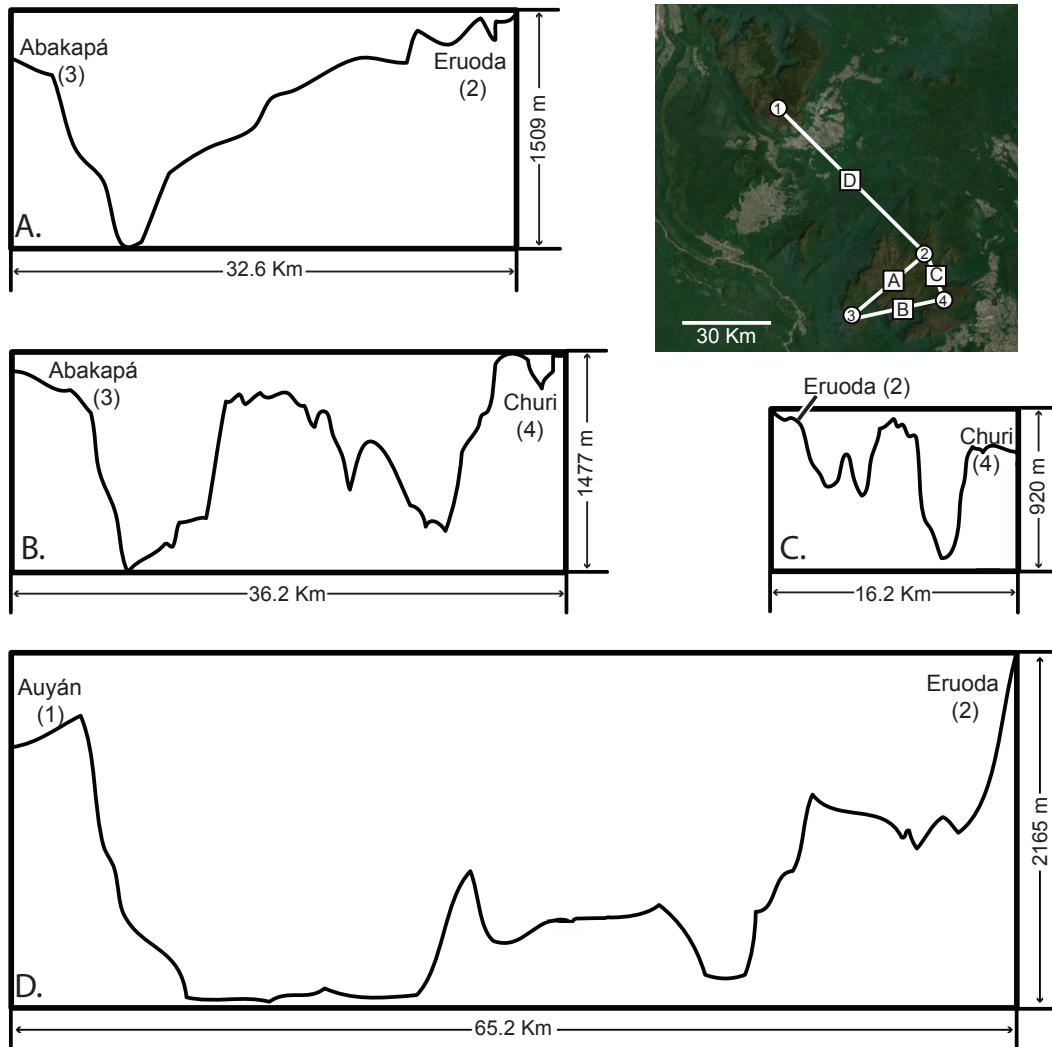 Abakapá
(3)
Eruoda
(2)
1509 m
A.
32.6 Km
1
D
2
A
C
3
B
4
30 Km
Abakapá
(3)
Churi
(4)
1477 m
B.
36.2 Km
Eruoda (2)
Churi
(4)
920 m
C.
16.2 Km
Auyán
(1)
Eruoda
(2)
2165 m
D.
65.2 Km